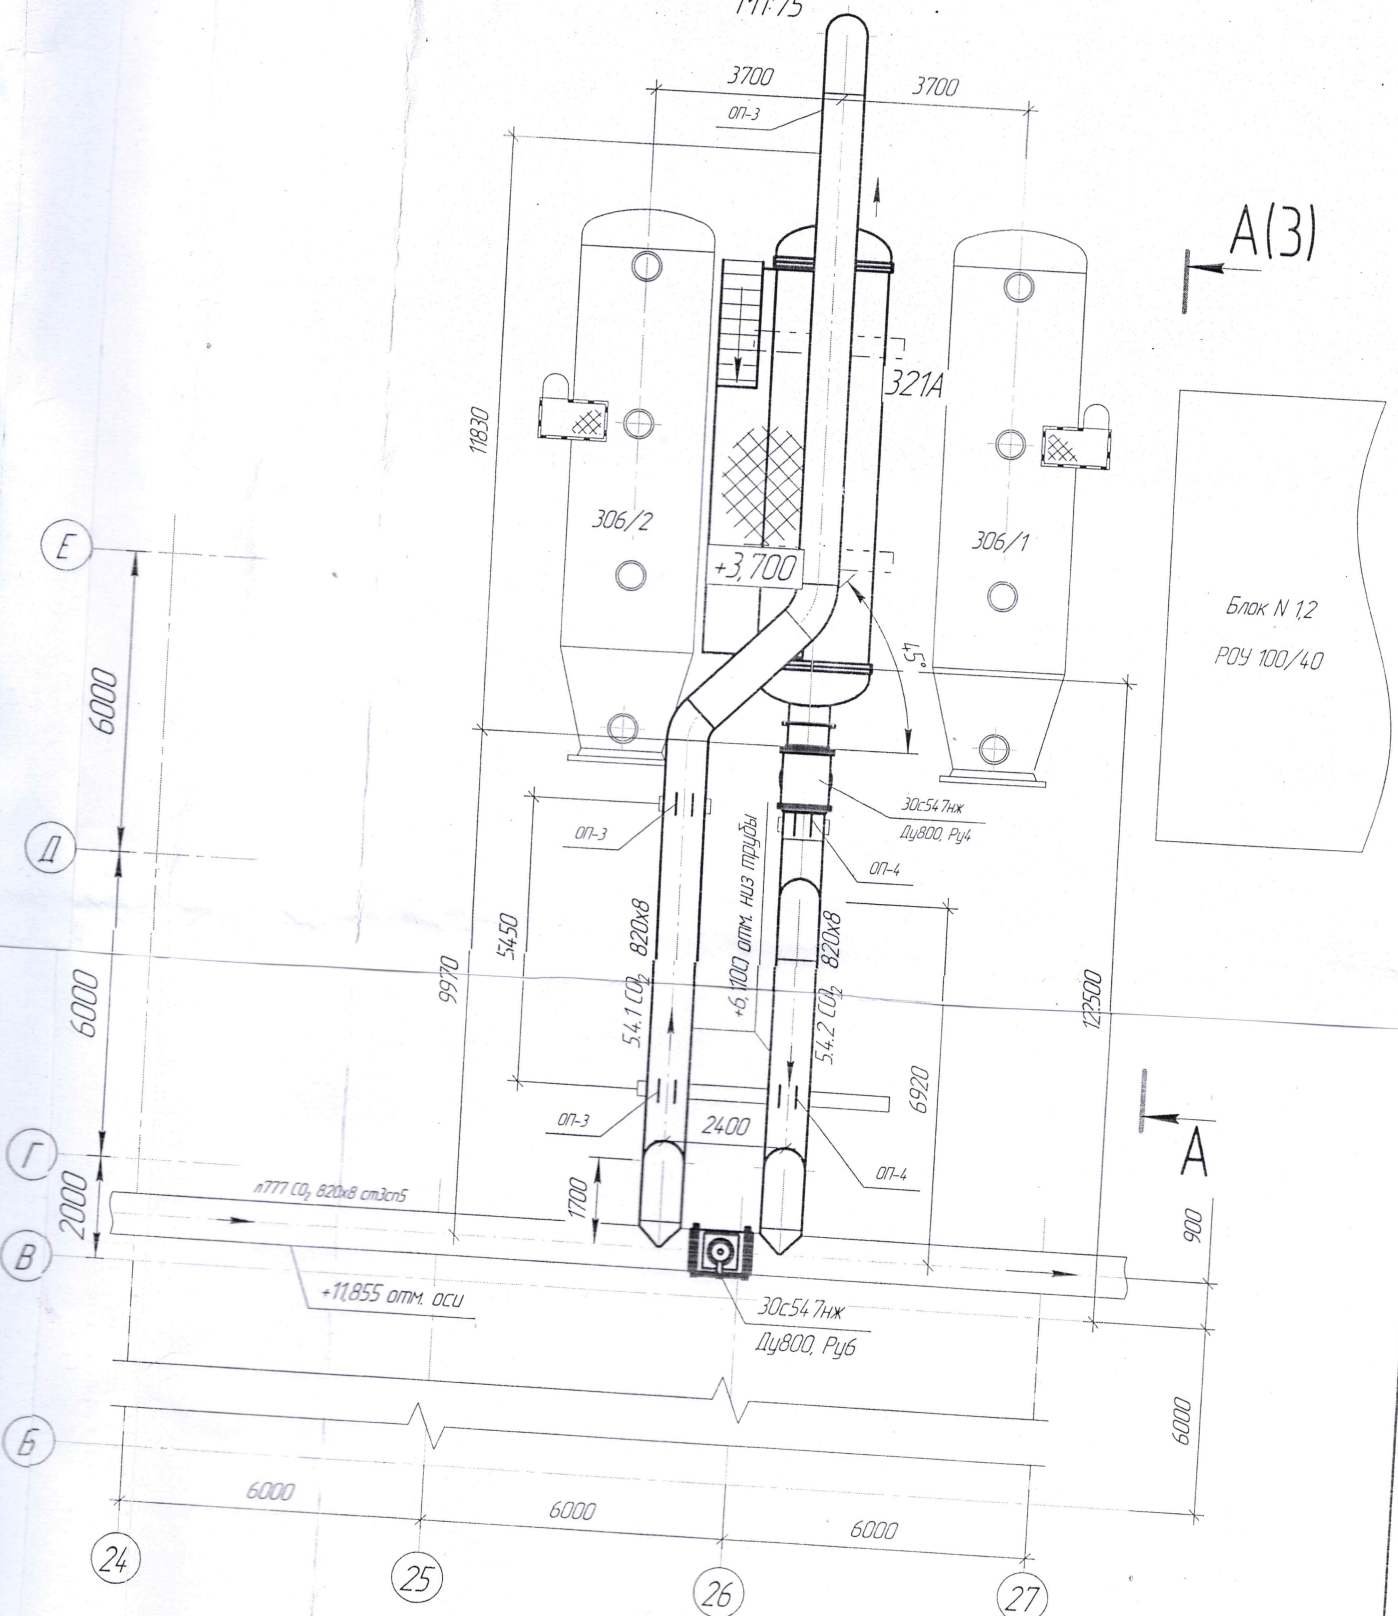 М1:75
3700
3700
ОП-3
А(3)
321А
11830
306/2
306/1
+3,700
Е
Блок N 1,2
РОУ 100/40
45°
6000
30с547нж
Ду800, Ру4
ОП-3
ОП-4
Д
5450
9970
6000
5.4.1 СО₂ 820х8
+6,100 отм. низ трубы
5.4.2 СО₂ 820х8
12500
6920
ОП-3
2400
ОП-4
А
Г
2000
л777 СО₂ 820х8 ст3сп5
1700
900
В
+11.855 отм. оси
30с547нж
Ду800, Ру6
6000
Б
6000
6000
6000
24
25
26
27